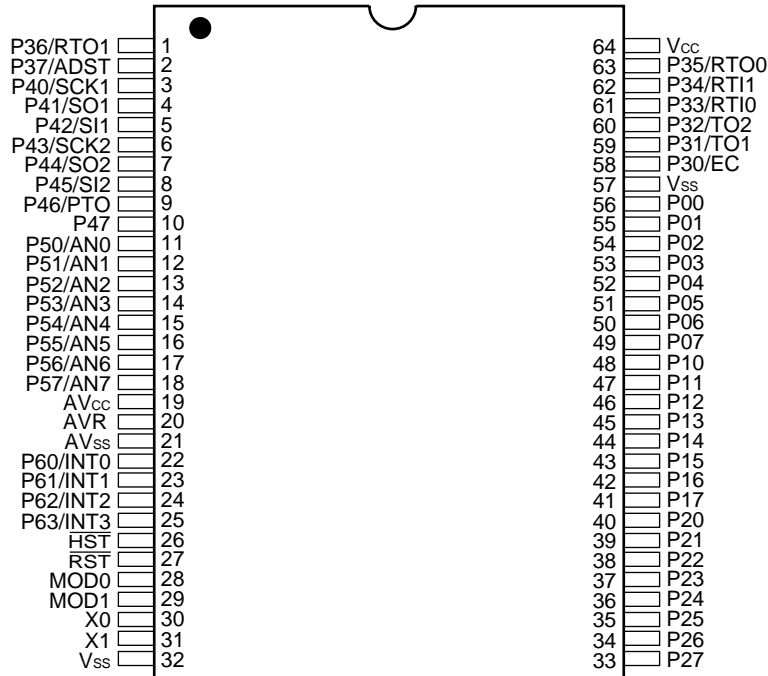 P36/RTO1 1 64 Vcc
P37/ADST 2 63 P35/RTO0
P40/SCK1 3 62 P34/RTI1
P41/SO1 4 61 P33/RTI0
P42/SI1 5 60 P32/TO2
P43/SCK2 6 59 P31/TO1
P44/SO2 7 58 P30/EC
P45/SI2 8 57 Vss
P46/PTO 9 56 P00
P47 10 55 P01
P50/AN0 11 54 P02
P51/AN1 12 53 P03
P52/AN2 13 52 P04
P53/AN3 14 51 P05
P54/AN4 15 50 P06
P55/AN5 16 49 P07
P56/AN6 17 48 P10
P57/AN7 18 47 P11
AVcc 19 46 P12
AVR 20 45 P13
AVss 21 44 P14
P60/INT0 22 43 P15
P61/INT1 23 42 P16
P62/INT2 24 41 P17
P63/INT3 25 40 P20
H̅S̅T̅ 26 39 P21
R̅S̅T̅ 27 38 P22
MOD0 28 37 P23
MOD1 29 36 P24
X0 30 35 P25
X1 31 34 P26
Vss 32 33 P27